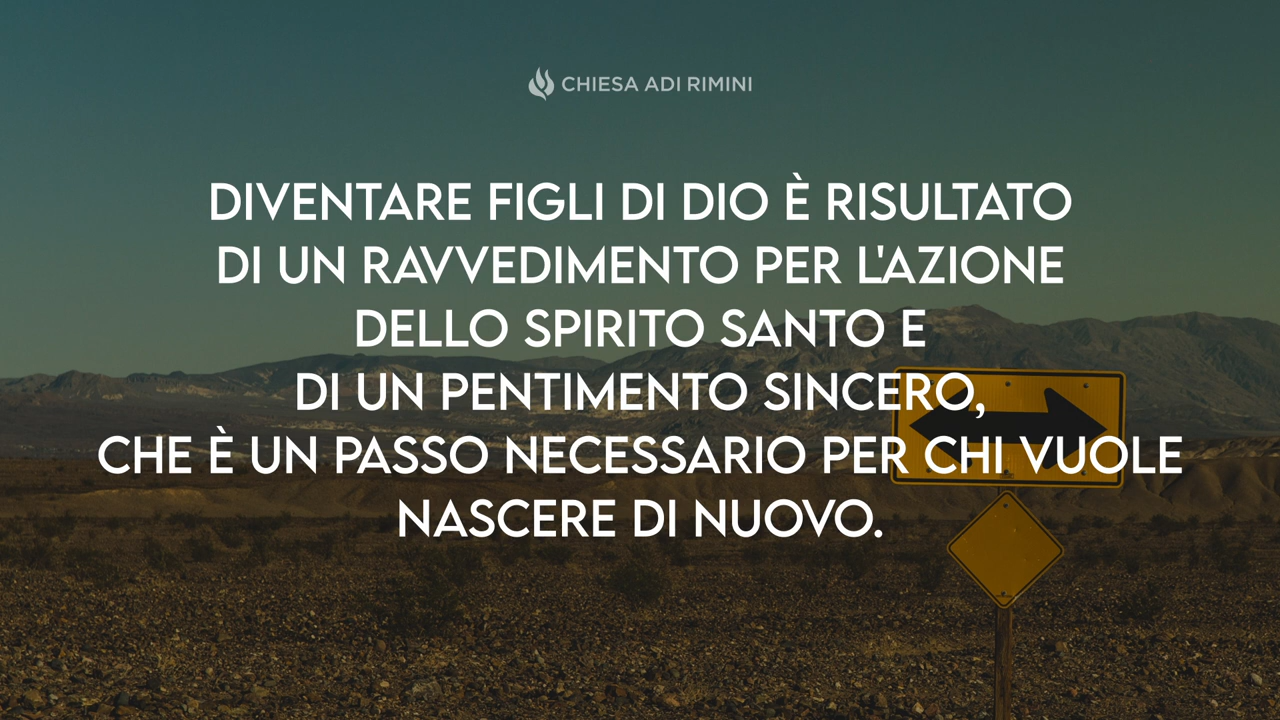 CHIESA ADI RIMINI
DIVENTARE FIGLI DI DIO È RISULTATO
DI UN RAVVEDIMENTO PER L'AZIONE
DELLO SPIRITO SANTO E
DI UN PENTIMENTO SINCERO,
CHE È UN PASSO NECESSARIO PER CHI VUOLE
NASCERE DI NUOVO.